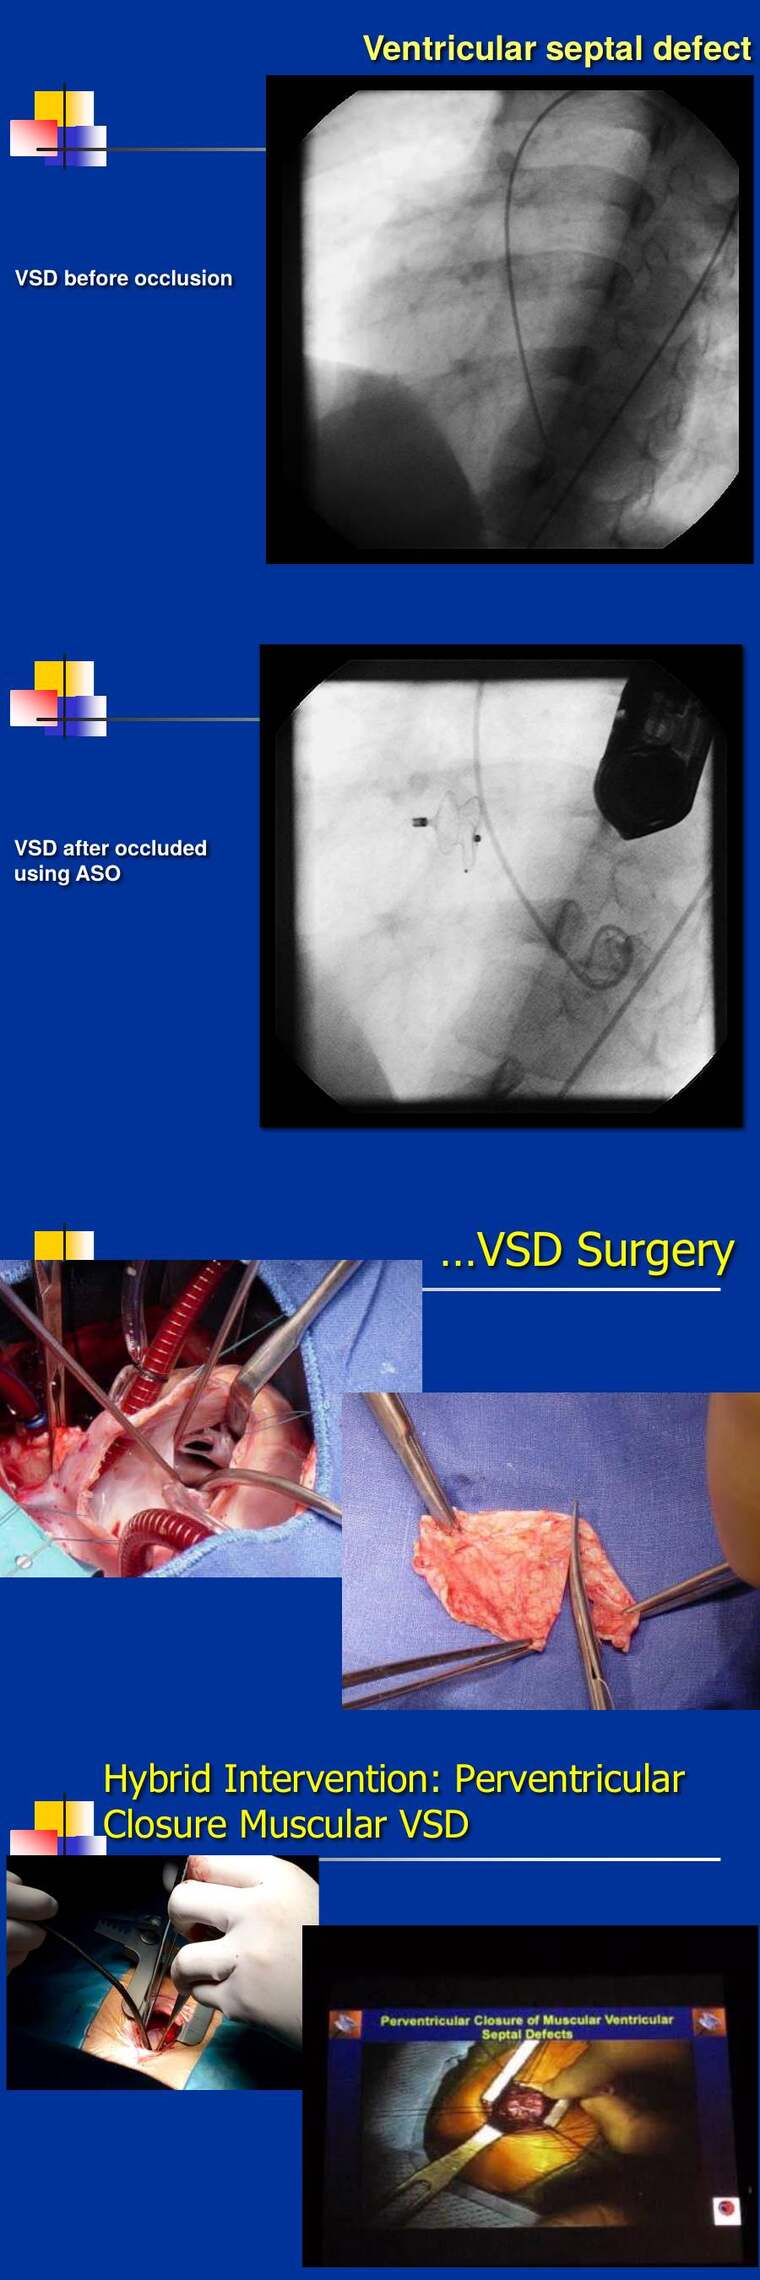 Ventricular septal defect
VSD before occlusion
VSD after occluded
using ASO
...VSD Surgery
Hybrid Intervention: Perventricular
Closure Muscular VSD
Perventricular Closure of Muscular Ventricular
Septal Defects